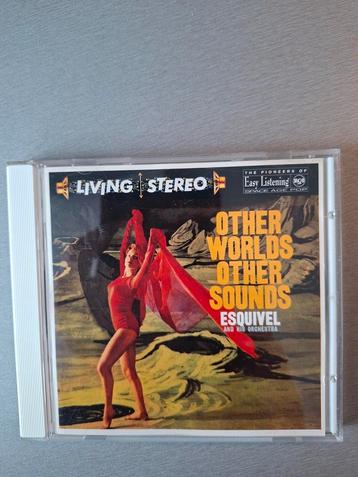 LIVING STEREO
THE PIONEERS OF
Easy Listening
RCA
SPACE AGE POP
OTHER
WORLDS
OTHER
SOUNDS
ESQUIVEL
AND HIS ORCHESTRA